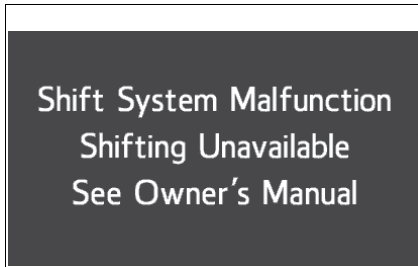 Shift System Malfunction
Shifting Unavailable
See Owner's Manual